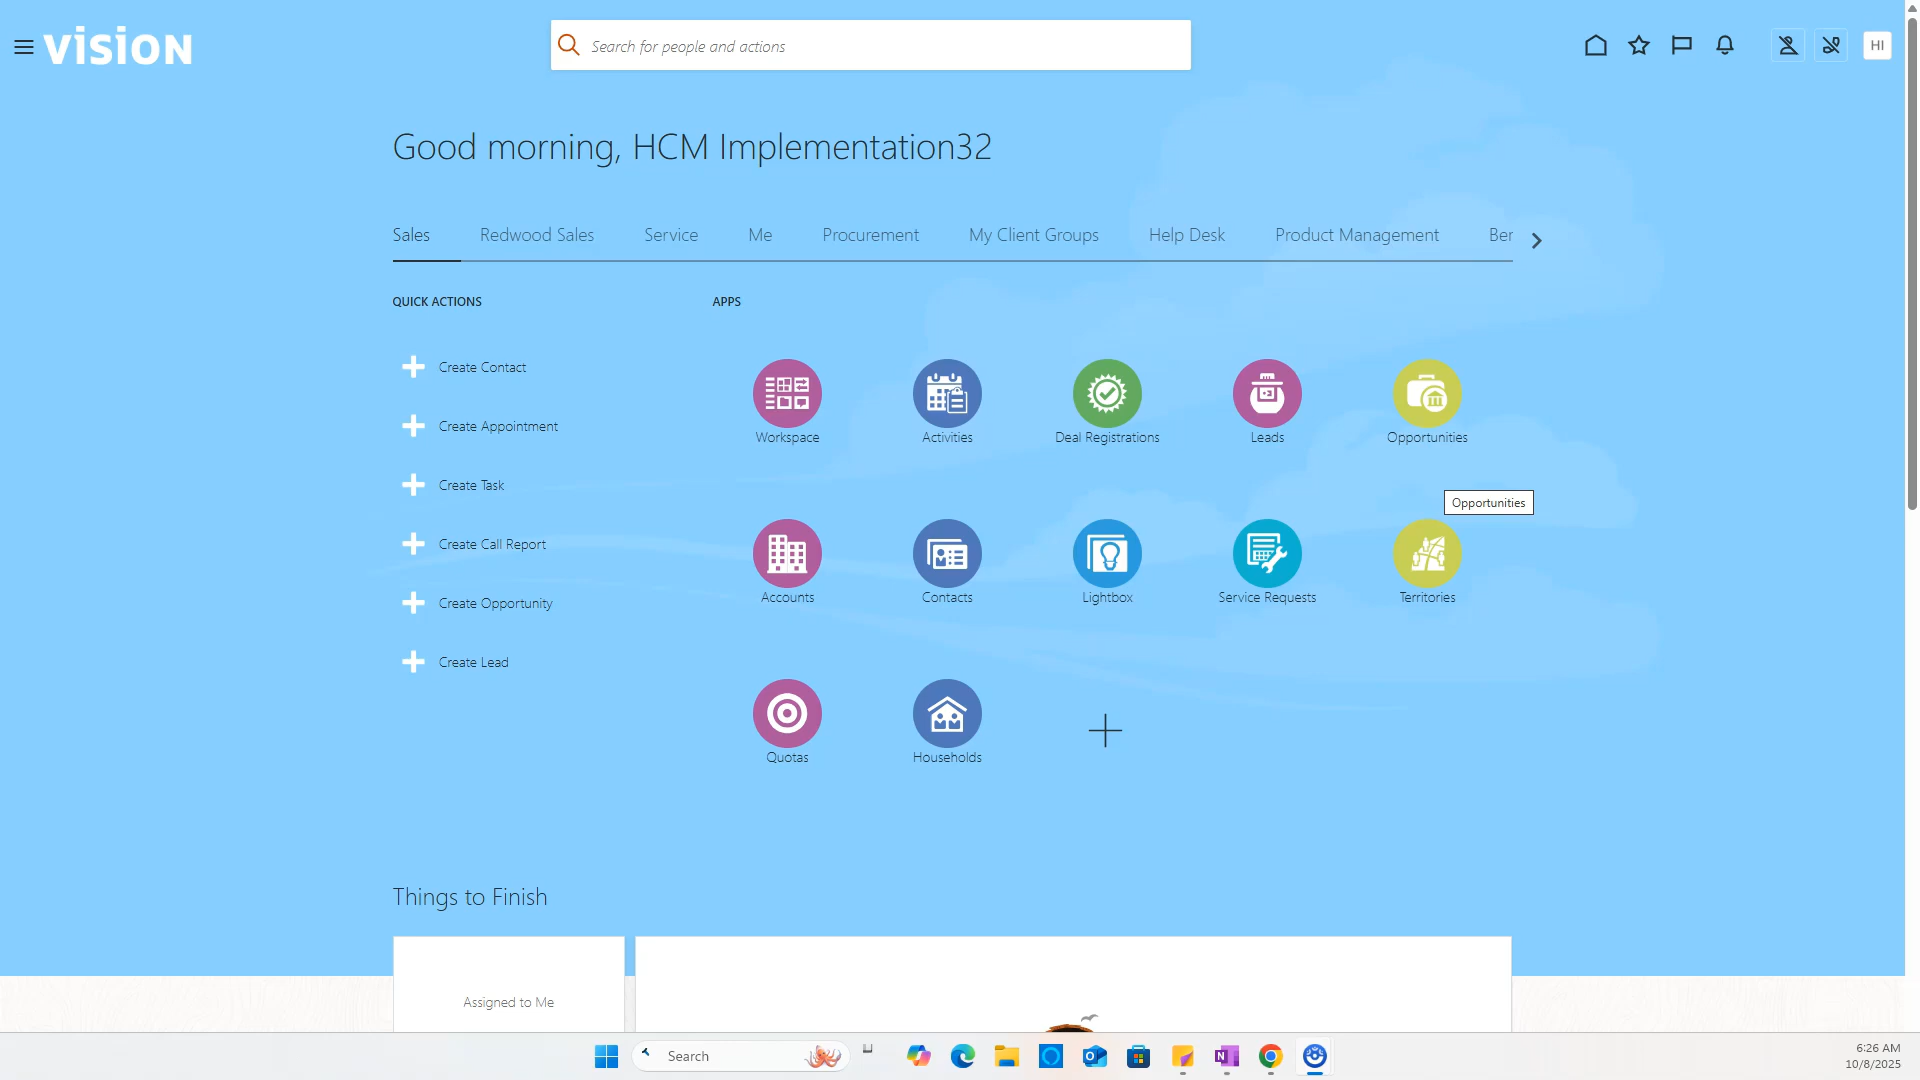 vision
Search for people and actions
HI
Good morning, HCM Implementation32
Sales Redwood Sales Service Me Procurement My Client Groups Help Desk Product Management Ber
QUICK ACTIONS
APPS
Create Contact
Create Appointment
Create Task
Create Call Report
Create Opportunity
Create Lead
Workspace Activities Deal Registrations Leads Opportunities
Opportunities
Accounts Contacts Lightbox Service Requests Territories
Quotas Households
Things to Finish
Assigned to Me
Search
6:26 AM
10/8/2025